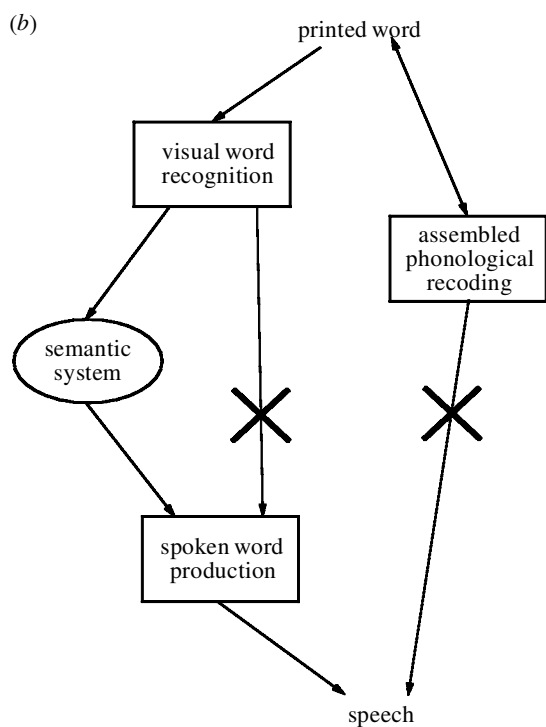 (b)
printed word
visual word
recognition
assembled
phonological
recoding
semantic
system
spoken word
production
speech